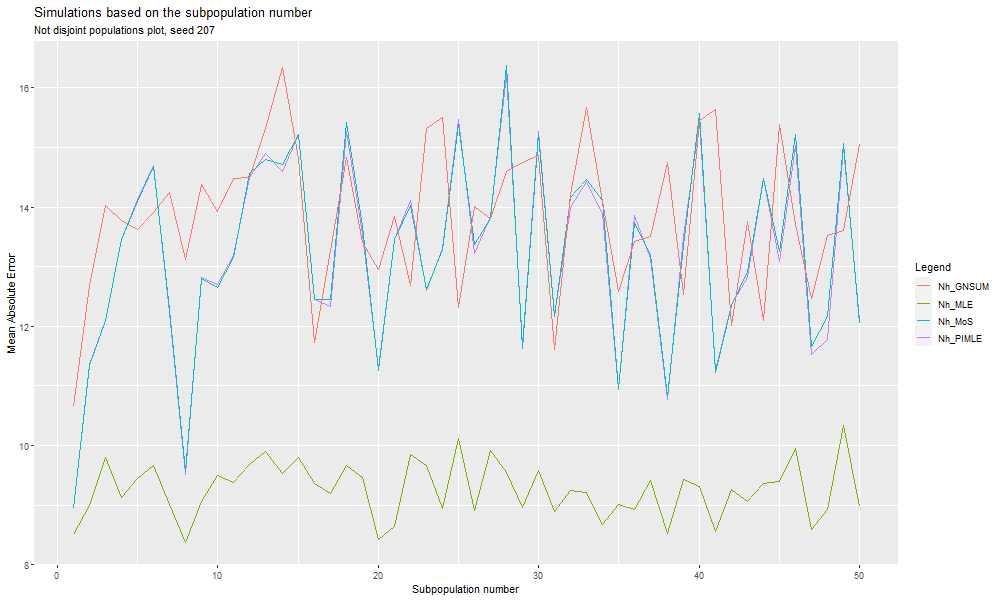 Simulations based on the subpopulation number
Not disjoint populations plot, seed 207
Mean Absolute Error
16
14
12
10
8
0
10
20
30
40
50
Subpopulation number
Legend
Nh_GNSUM
Nh_MLE
Nh_MoS
Nh_PIMLE